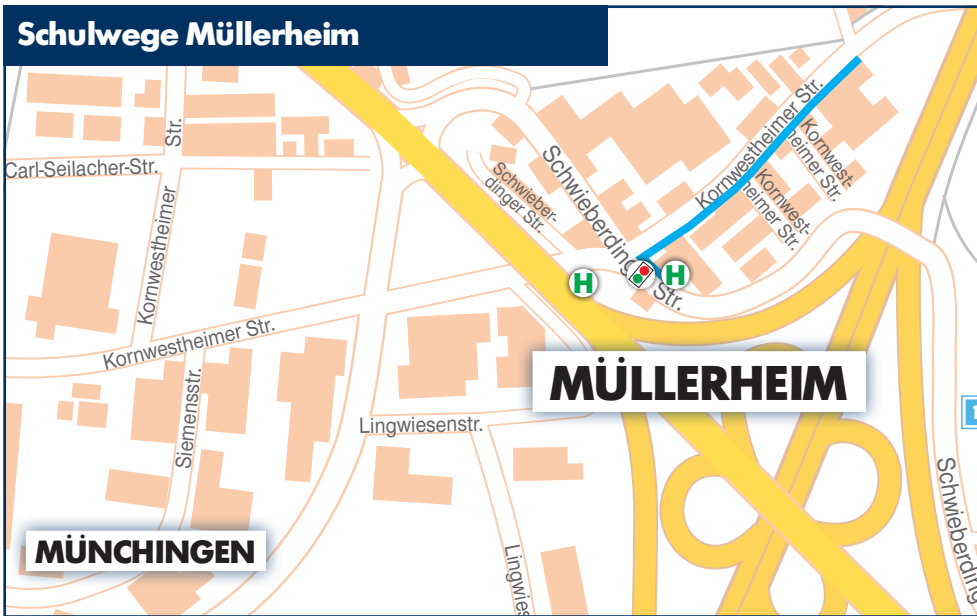 Schulwege Müllerheim
Str.
Carl-Seilacher-Str.
Kornwestheimer
Kornwestheimer Str.
Siemensstr.
Schwieber-
dinger Str.
Schwieberdinger Str.
Kornwestheimer Str.
Kornwest-
heimer Str.
Kornwest-
heimer Str.
H
H
MÜLLERHEIM
Lingwiesenstr.
MÜNCHINGEN
Lingwies
Schwieberding